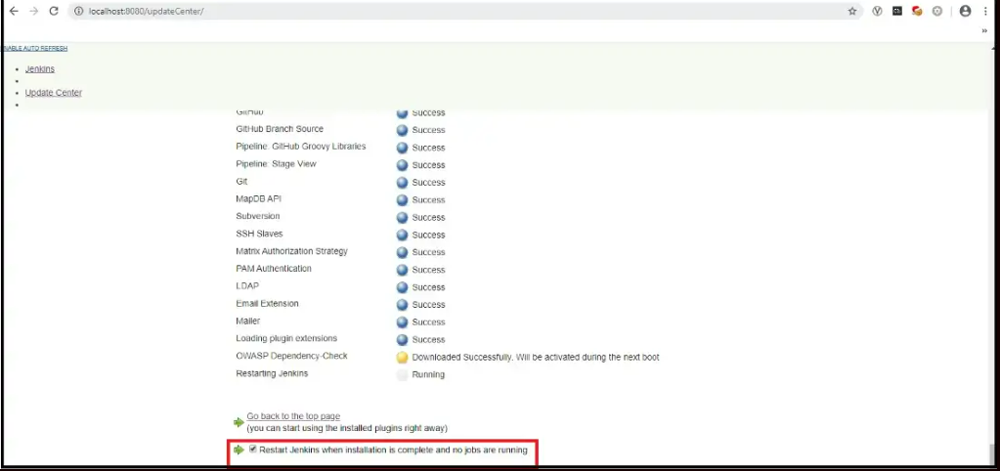 localhost:8080/updateCenter/
»
ENABLE AUTO REFRESH
Jenkins
Update Center
GitHub Success
GitHub Branch Source Success
Pipeline: GitHub Groovy Libraries Success
Pipeline: Stage View Success
Git Success
MapDB API Success
Subversion Success
SSH Slaves Success
Matrix Authorization Strategy Success
PAM Authentication Success
LDAP Success
Email Extension Success
Mailer Success
Loading plugin extensions Success
OWASP Dependency-Check Downloaded Successfully. Will be activated during the next boot
Restarting Jenkins Running
Go back to the top page
(you can start using the installed plugins right away)
Restart Jenkins when installation is complete and no jobs are running